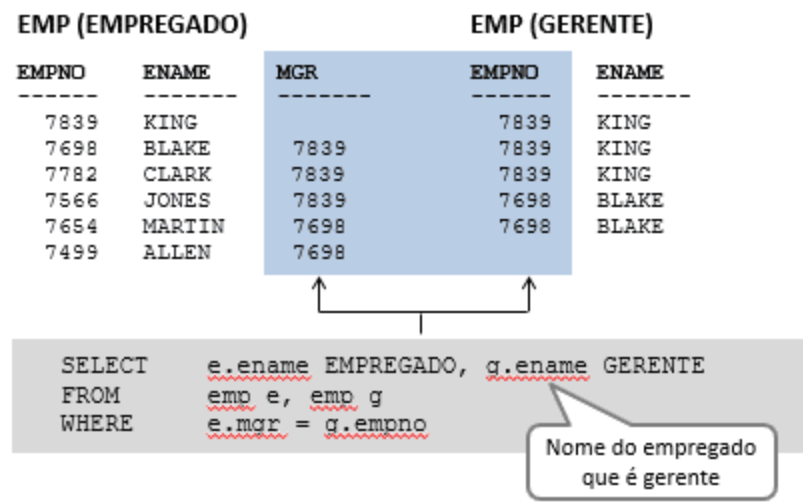 EMP (EMPREGADO) EMP (GERENTE)
EMPNO ENAME MGR EMPNO ENAME
------ ------- ------- ------ -------
7839 KING 7839 KING
7698 BLAKE 7839 7839 KING
7782 CLARK 7839 7839 KING
7566 JONES 7839 7698 BLAKE
7654 MARTIN 7698 7698 BLAKE
7499 ALLEN 7698
SELECT e.ename EMPREGADO, g.ename GERENTE
FROM emp e, emp g
WHERE e.mgr = g.empno
Nome do empregado
que é gerente